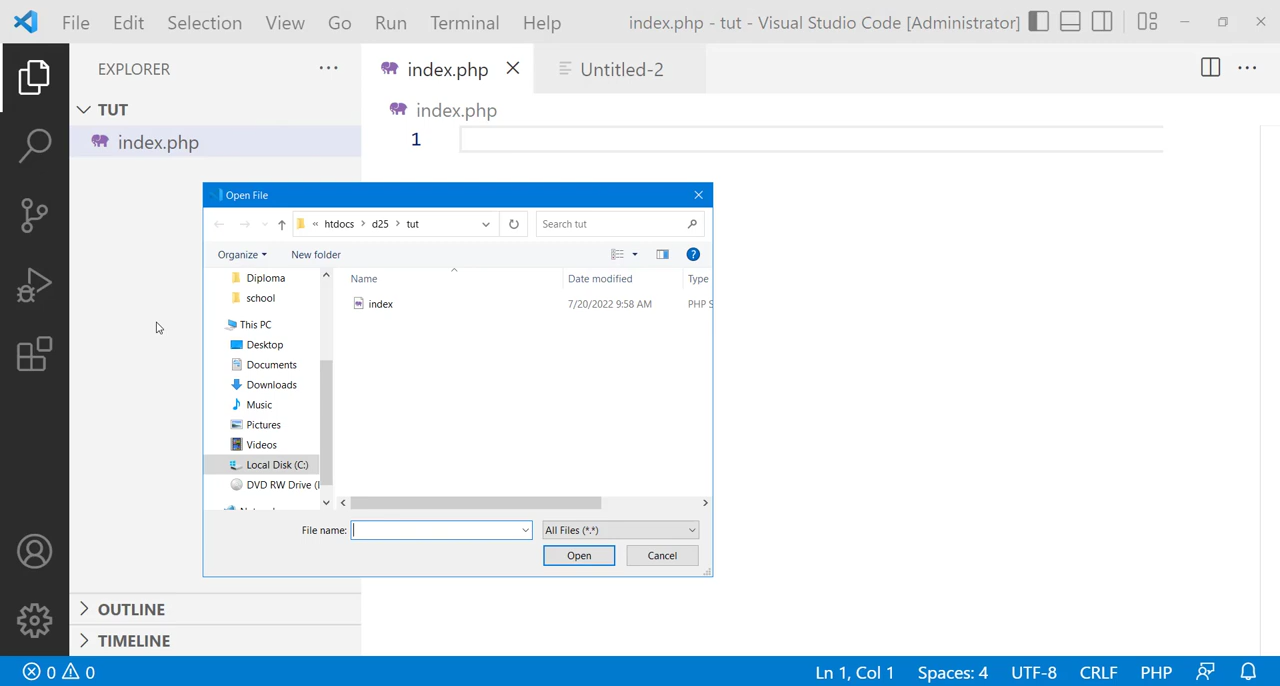 File Edit Selection View Go Run Terminal Help index.php - tut - Visual Studio Code [Administrator]
EXPLORER
index.php
Untitled-2
TUT
index.php
index.php
1
Open File
« htdocs > d25 > tut
Search tut
Organize
New folder
Name
Date modified
Type
Diploma
school
This PC
Desktop
Documents
Downloads
Music
Pictures
Videos
Local Disk (C:)
DVD RW Drive (
index
7/20/2022 9:58 AM
PHP S
File name:
All Files (*.*)
Open
Cancel
OUTLINE
TIMELINE
0 0
Ln 1, Col 1 Spaces: 4 UTF-8 CRLF PHP